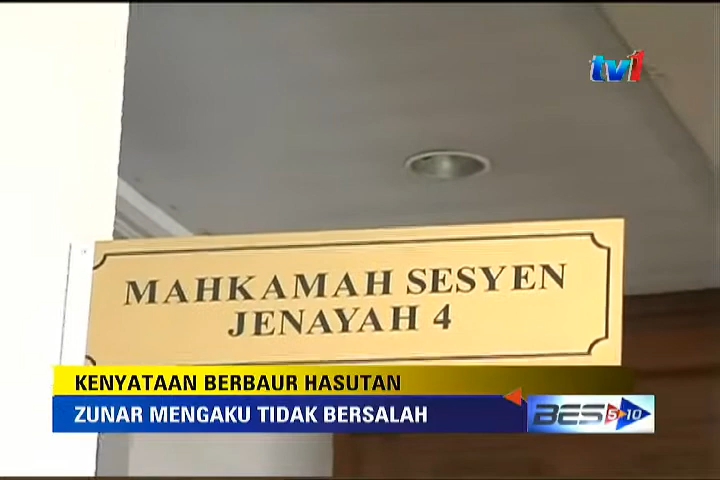 tv1
MAHKAMAH SESYEN
JENAYAH 4
KENYATAAN BERBAUR HASUTAN
ZUNAR MENGAKU TIDAK BERSALAH
BES 5-10